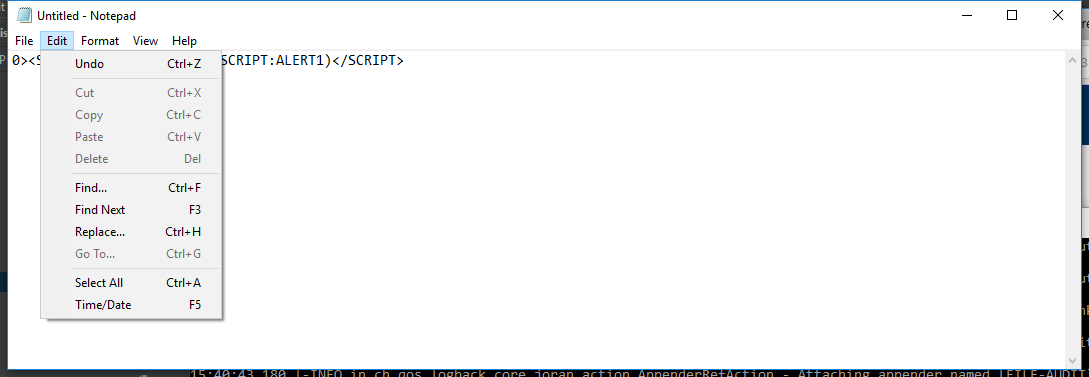 Untitled - Notepad
File Edit Format View Help
0><S SCRIPT:ALERT1)</SCRIPT>
Undo Ctrl+Z
Cut Ctrl+X
Copy Ctrl+C
Paste Ctrl+V
Delete Del
Find... Ctrl+F
Find Next F3
Replace... Ctrl+H
Go To... Ctrl+G
Select All Ctrl+A
Time/Date F5
15:40:43,180 |-INFO in ch.qos.logback.core.joran.action.AppenderRefAction - Attaching appender named [FILE-AUDIT